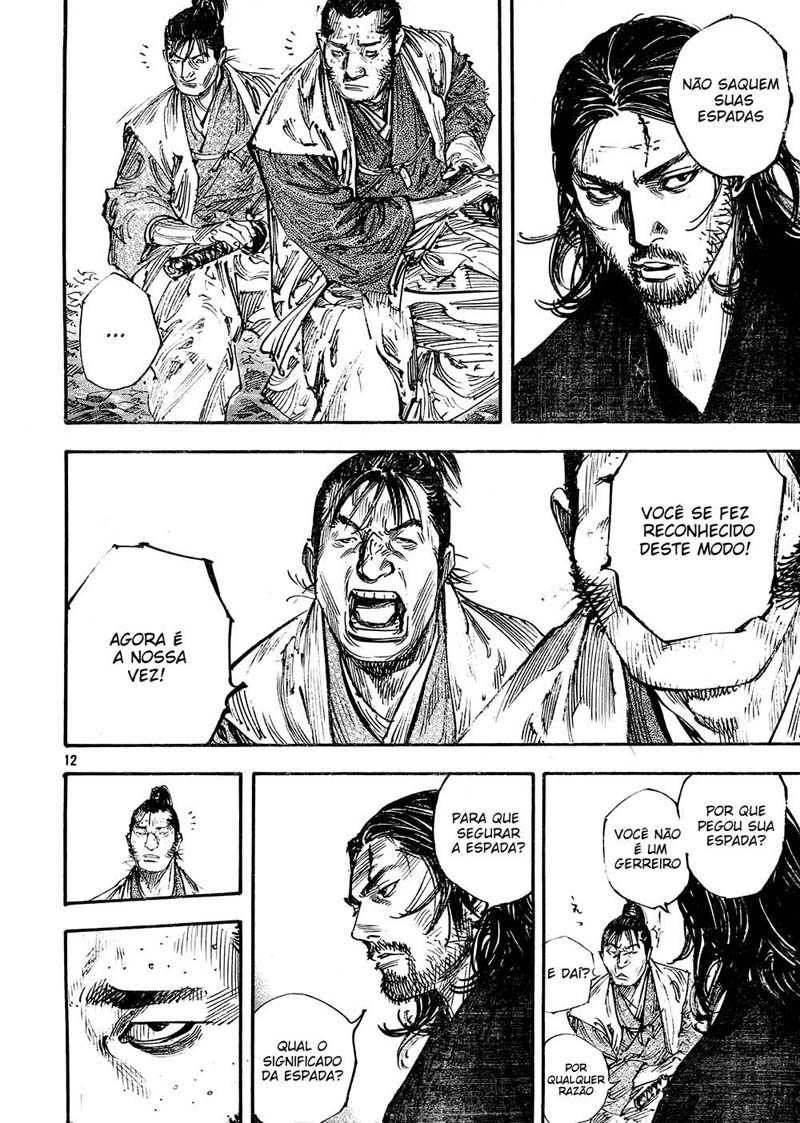 NÃO SAQUEM
SUAS
ESPADAS
...
VOCÊ SE FEZ
RECONHECIDO
DESTE MODO!
AGORA É
A NOSSA
VEZ!
12
POR QUE
PEGOU SUA
ESPADA?
VOCÊ NÃO
É UM
GERREIRO
E DAÍ?
POR
QUALQUER
RAZÃO
PARA QUE
SEGURAR
A ESPADA?
QUAL O
SIGNIFICADO
DA ESPADA?